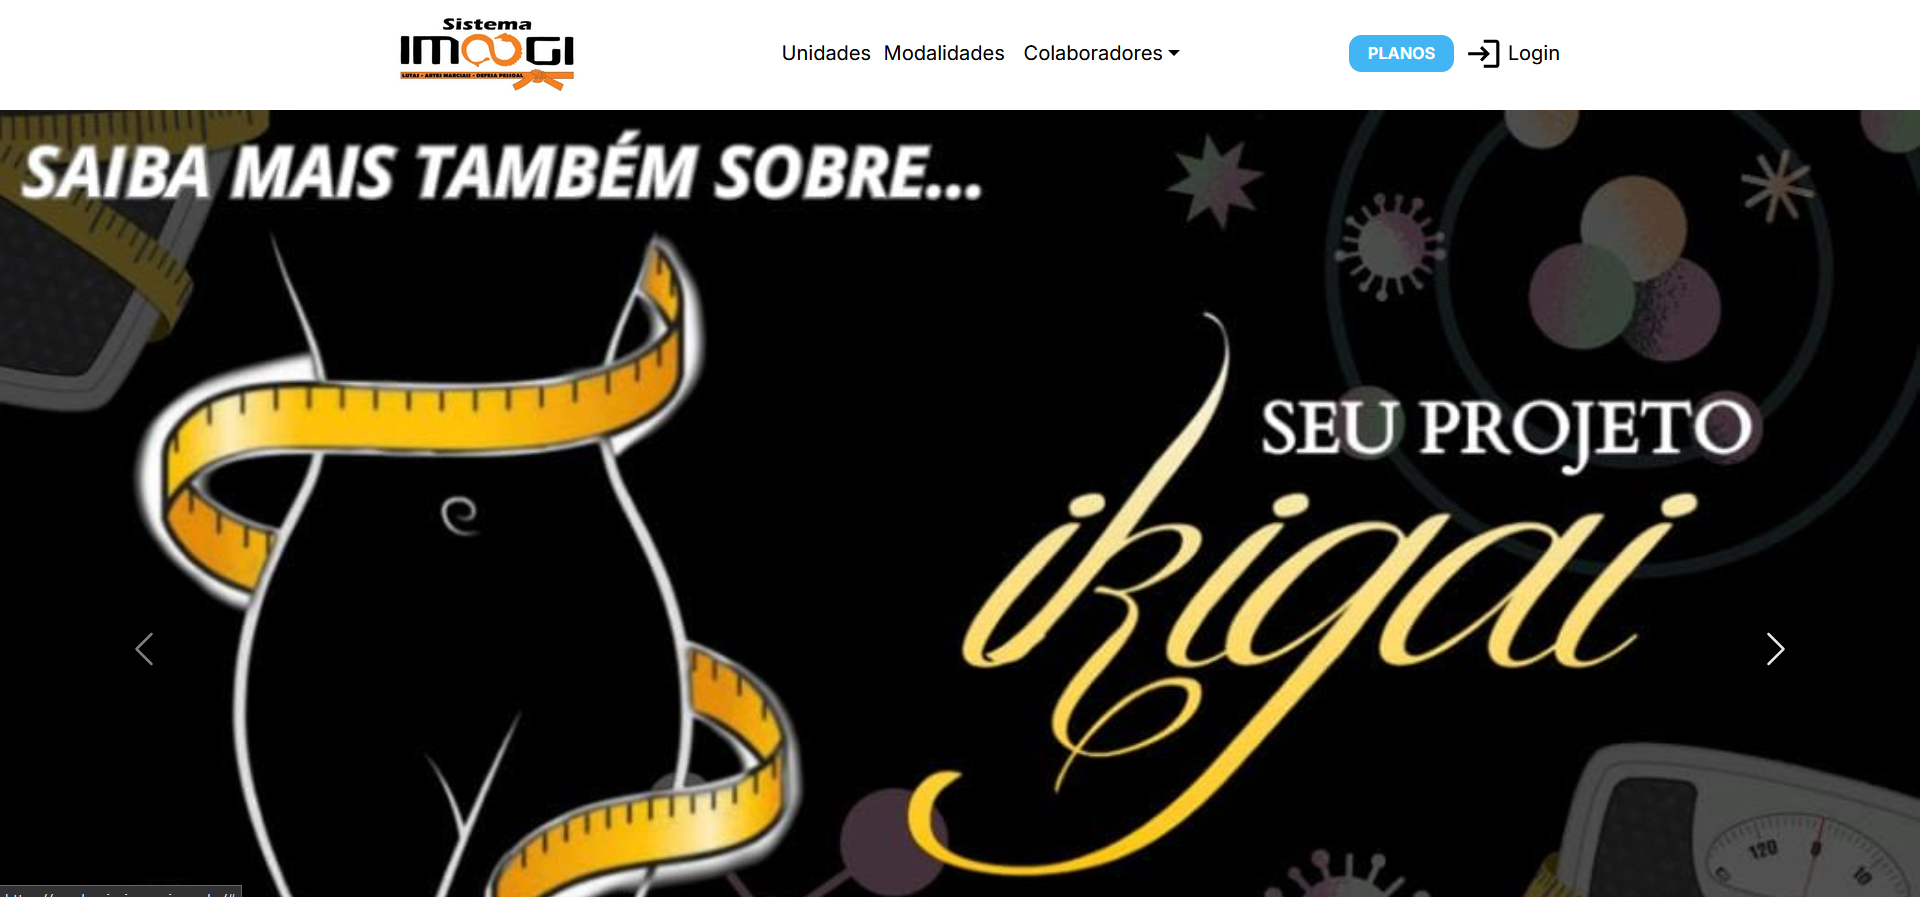 Sistema
IMOOGI
LUTAS - ARTES MARCIAIS - DEFESA PESSOAL
Unidades Modalidades Colaboradores
PLANOS Login
SAIBA MAIS TAMBÉM SOBRE...
SEU PROJETO
ikigai
120 0 10